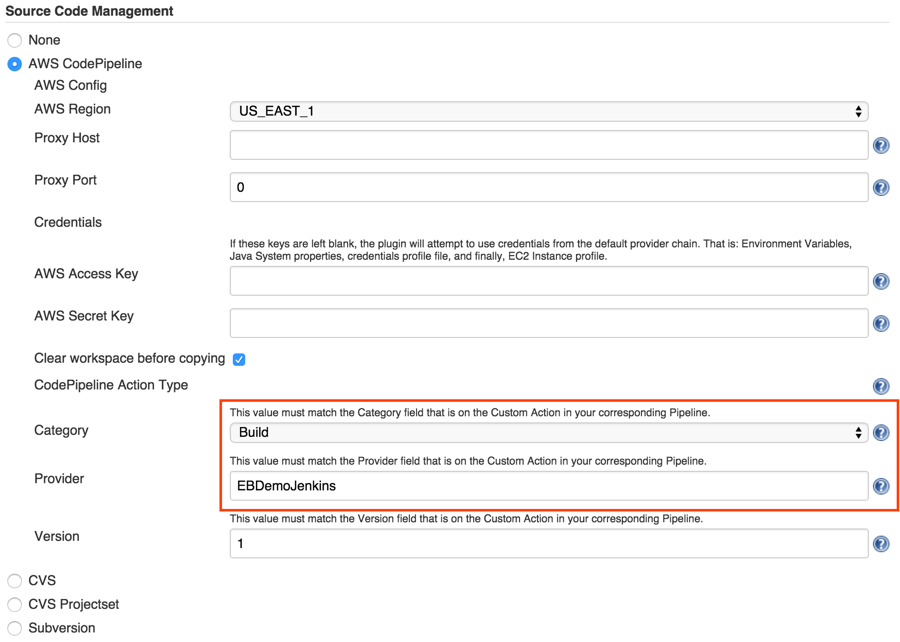 Source Code Management
None
AWS CodePipeline
AWS Config
AWS Region US_EAST_1
Proxy Host
Proxy Port 0
Credentials
If these keys are left blank, the plugin will attempt to use credentials from the default provider chain. That is: Environment Variables,
Java System properties, credentials profile file, and finally, EC2 Instance profile.
AWS Access Key
AWS Secret Key
Clear workspace before copying
CodePipeline Action Type
This value must match the Category field that is on the Custom Action in your corresponding Pipeline.
Category Build
This value must match the Provider field that is on the Custom Action in your corresponding Pipeline.
Provider EBDemoJenkins
This value must match the Version field that is on the Custom Action in your corresponding Pipeline.
Version 1
CVS
CVS Projectset
Subversion